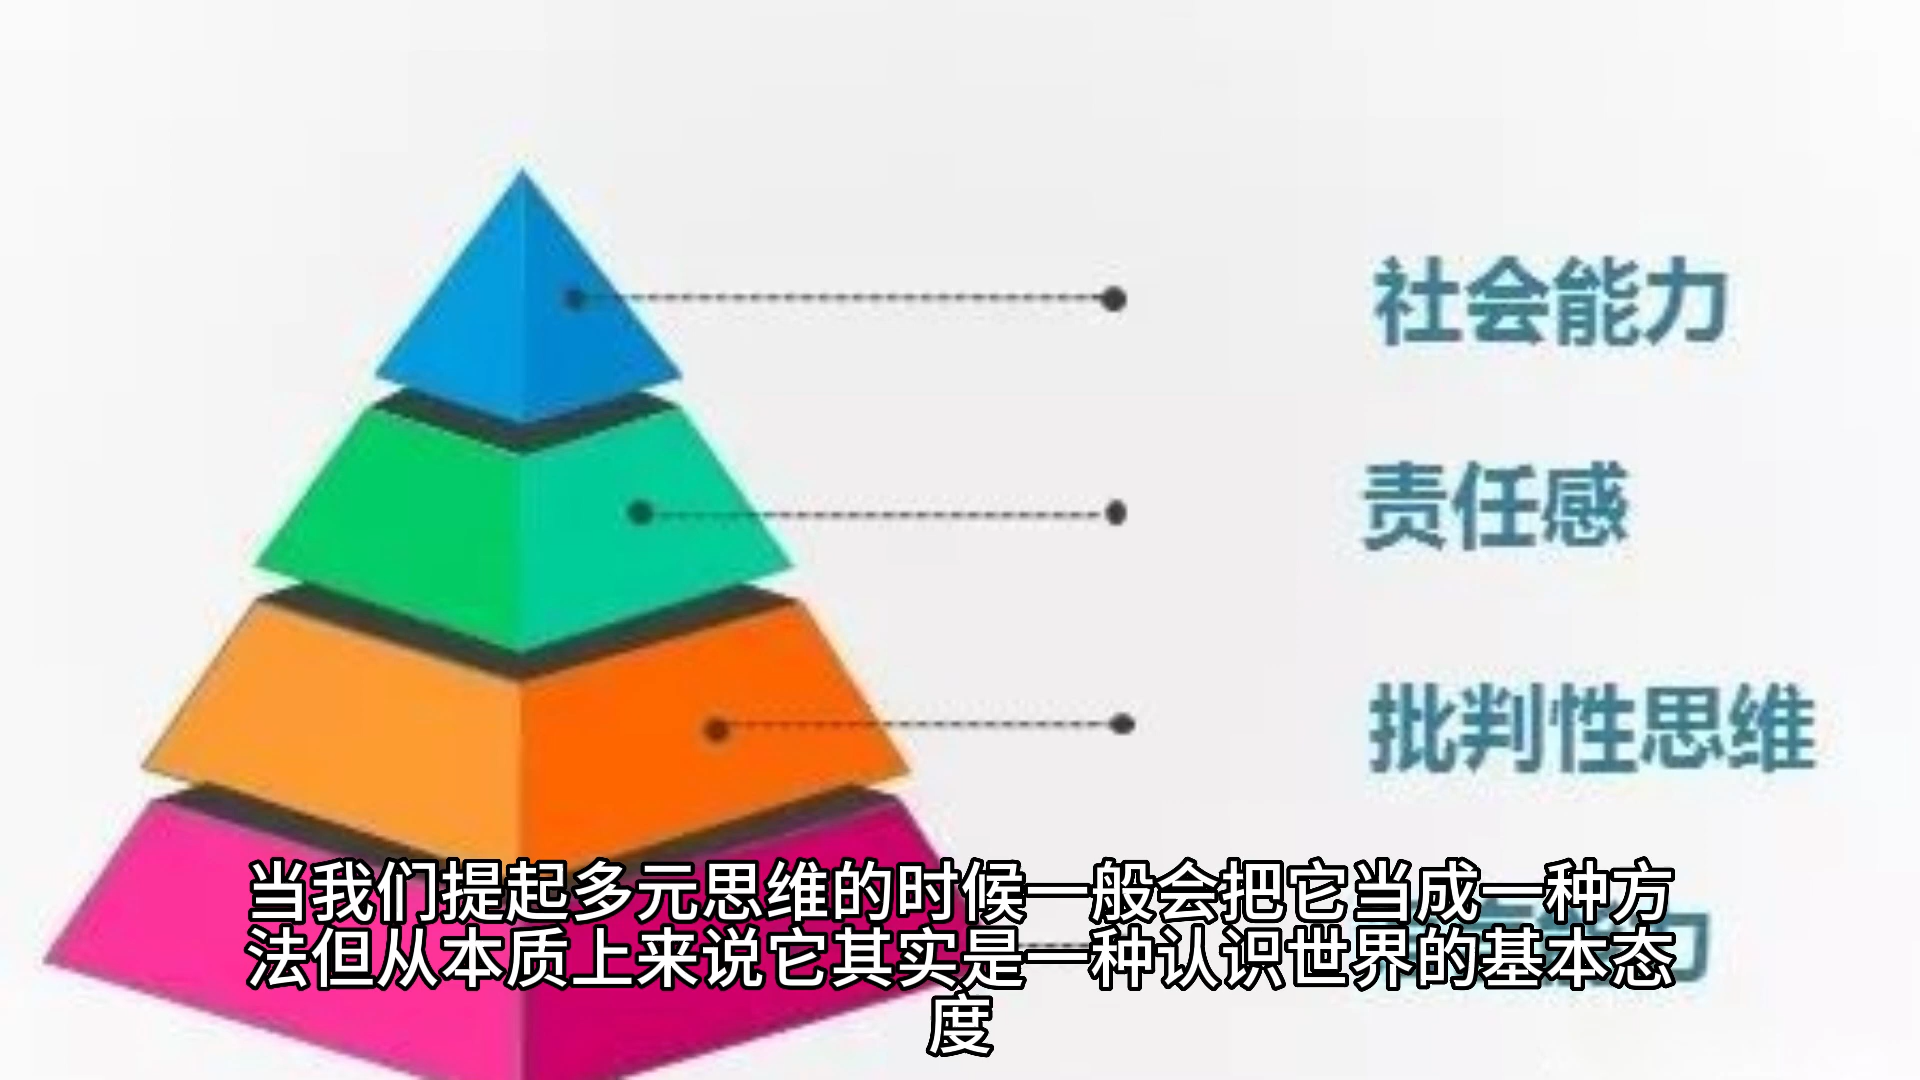 社会能力
责任感
批判性思维
当我们提起多元思维的时候一般会把它当成一种方
法但从本质上来说它其实是一种认识世界的基本态
度